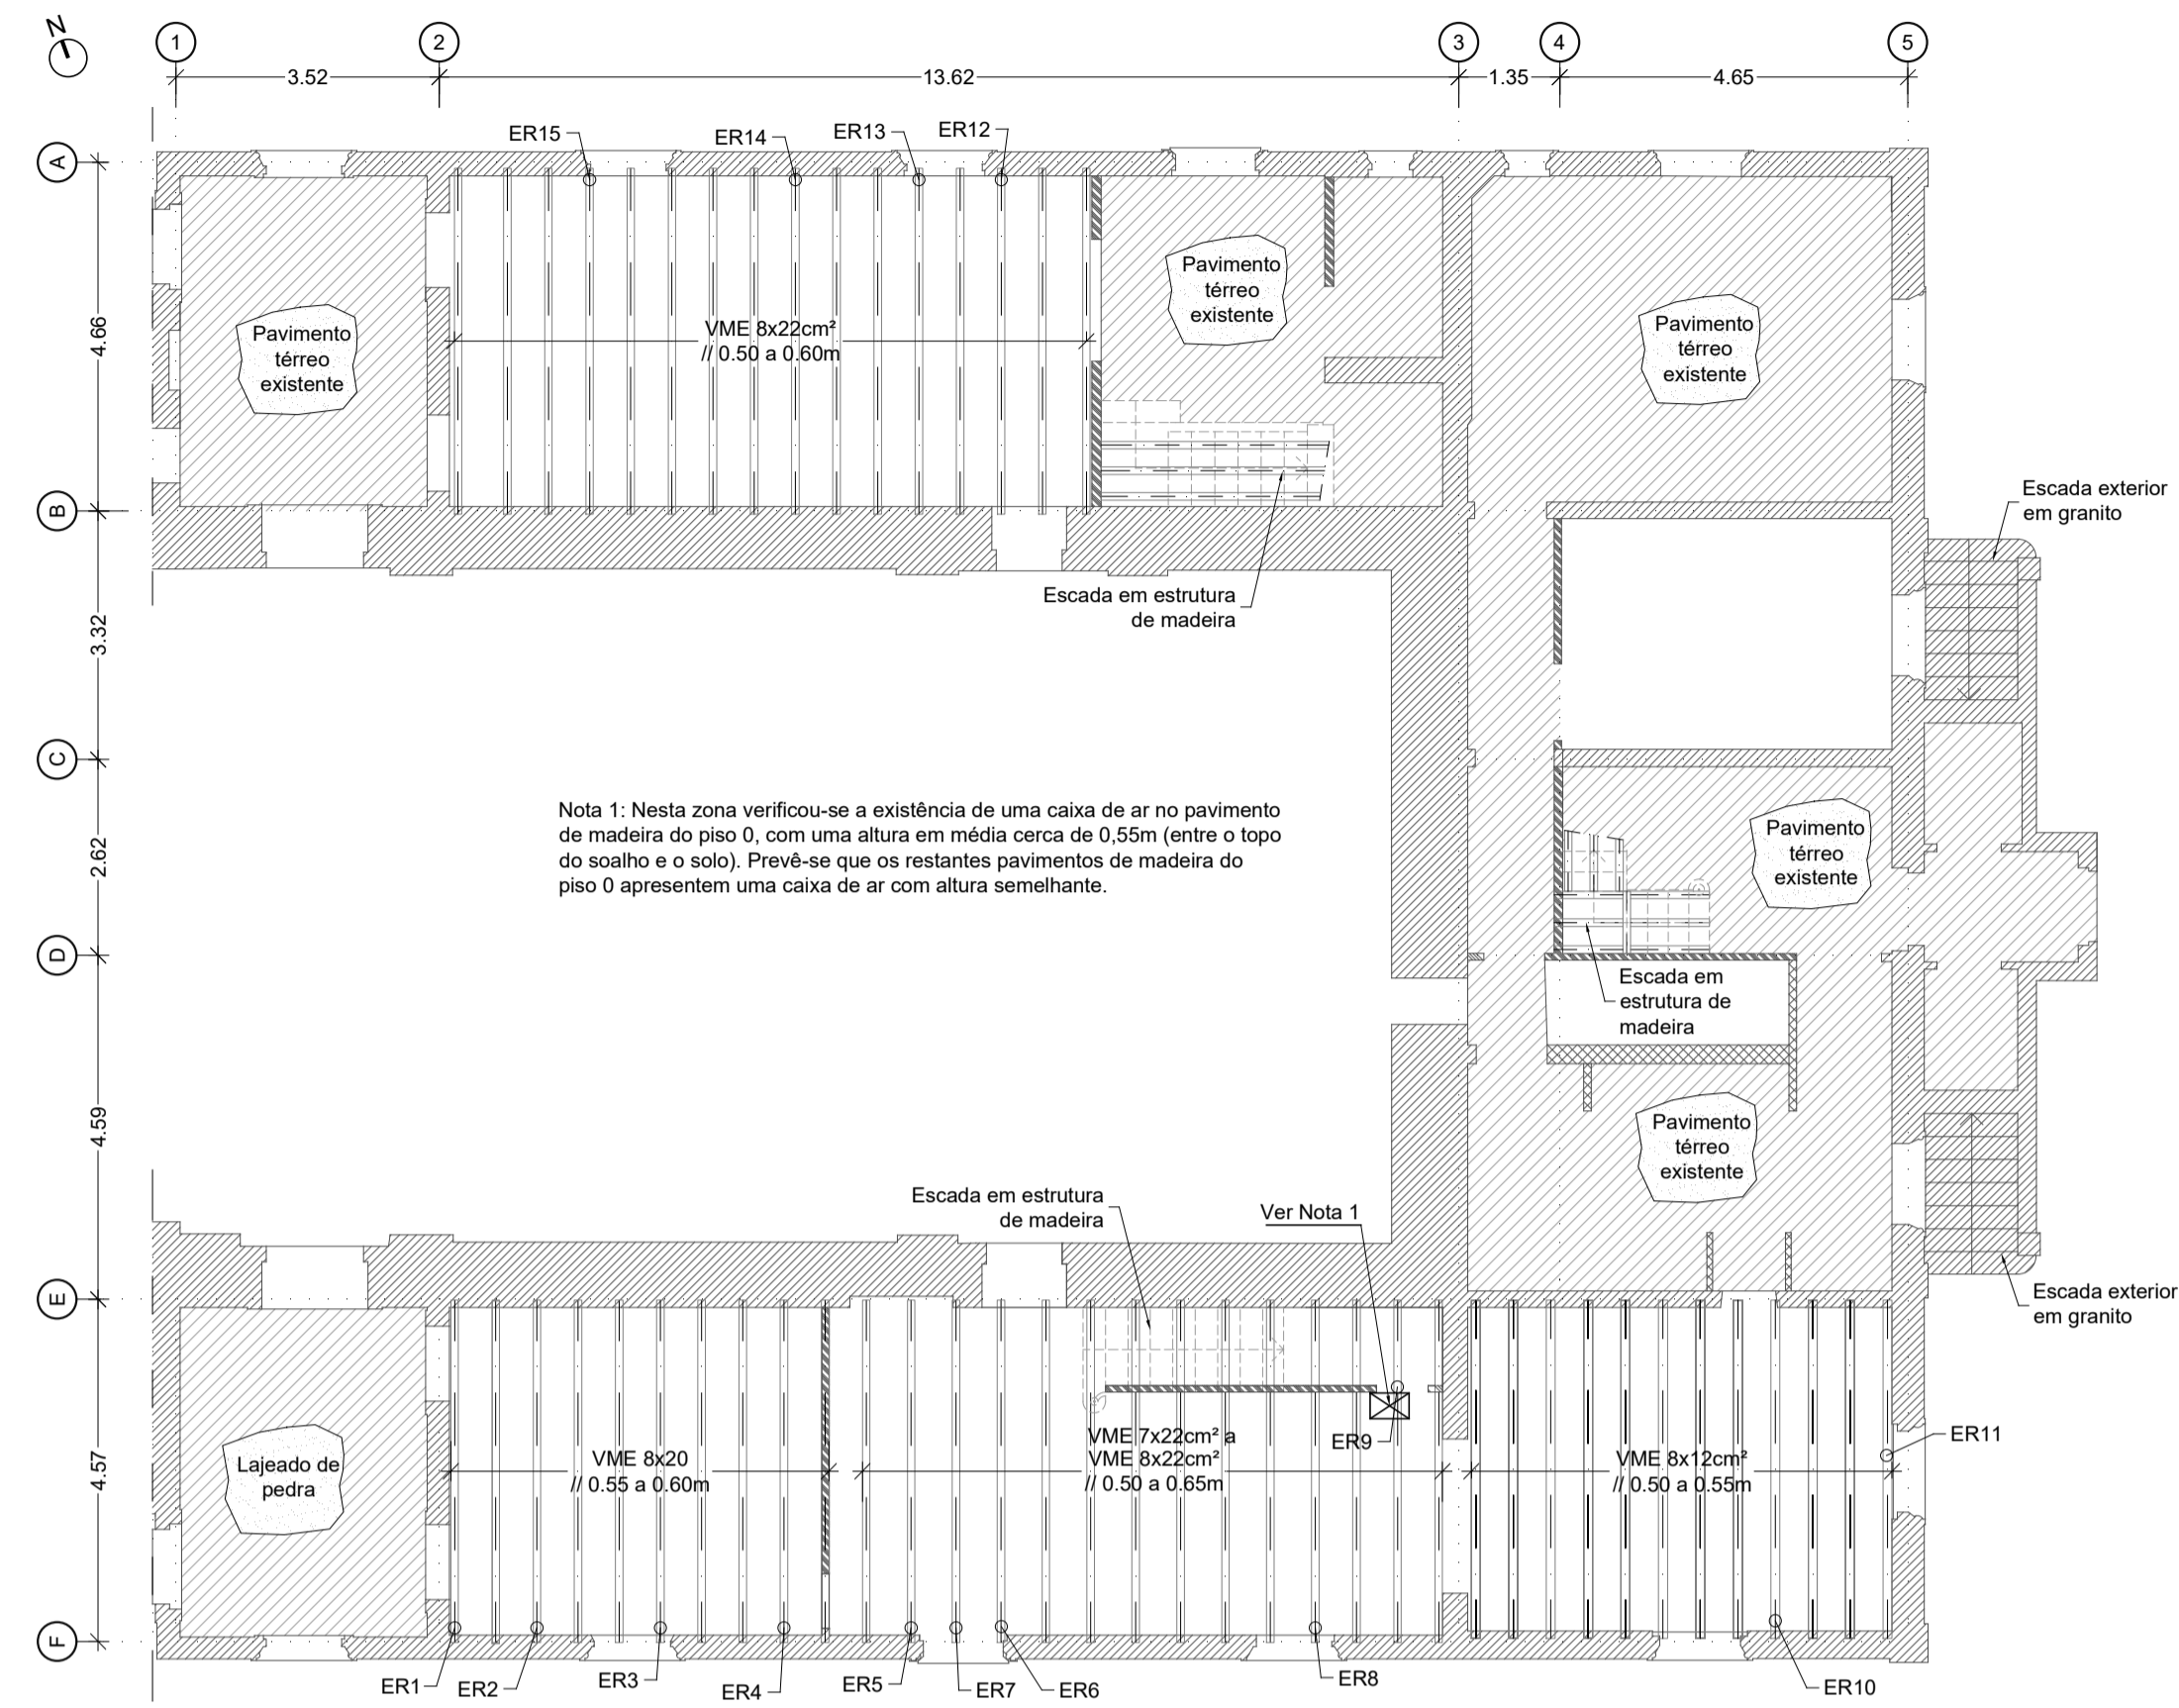 N
1
2
3
4
5
3.52
13.62
1.35
4.65
ER15
ER14
ER13
ER12
A
B
C
D
E
F
4.66
3.32
2.62
4.59
4.57
Pavimento
térreo
existente
VME 8x22cm²
// 0.50 a 0.60m
Pavimento
térreo
existente
Pavimento
térreo
existente
Escada exterior
em granito
Escada em estrutura
de madeira
Nota 1: Nesta zona verificou-se a existência de uma caixa de ar no pavimento
de madeira do piso 0, com uma altura em média cerca de 0,55m (entre o topo
do soalho e o solo). Prevê-se que os restantes pavimentos de madeira do
piso 0 apresentem uma caixa de ar com altura semelhante.
Pavimento
térreo
existente
Escada em
estrutura de
madeira
Pavimento
térreo
existente
Escada em estrutura
de madeira
Ver Nota 1
Escada exterior
em granito
Lajeado de
pedra
VME 8x20
// 0.55 a 0.60m
VME 7x22cm² a
VME 8x22cm²
// 0.50 a 0.65m
ER9
VME 8x12cm²
// 0.50 a 0.55m
ER11
ER1
ER2
ER3
ER4
ER5
ER7
ER6
ER8
ER10